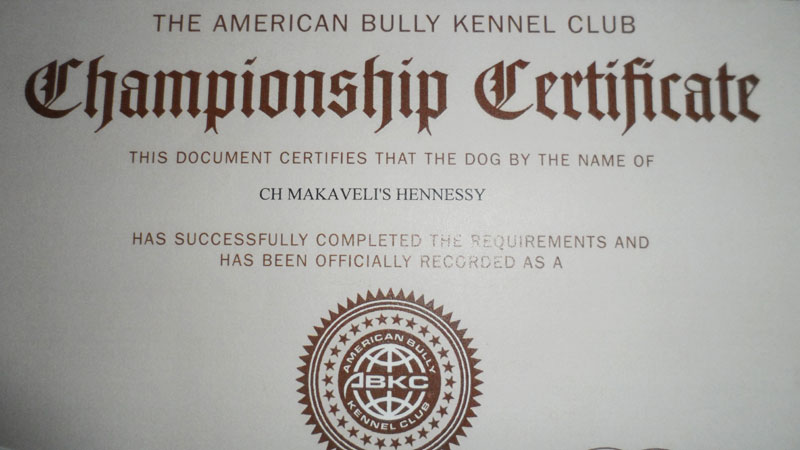 THE AMERICAN BULLY KENNEL CLUB
Championship Certificate
THIS DOCUMENT CERTIFIES THAT THE DOG BY THE NAME OF
CH MAKAVELI'S HENNESSY
HAS SUCCESSFULLY COMPLETED THE REQUIREMENTS AND
HAS BEEN OFFICIALLY RECORDED AS A
AMERICAN BULLY
ABKC
KENNEL CLUB